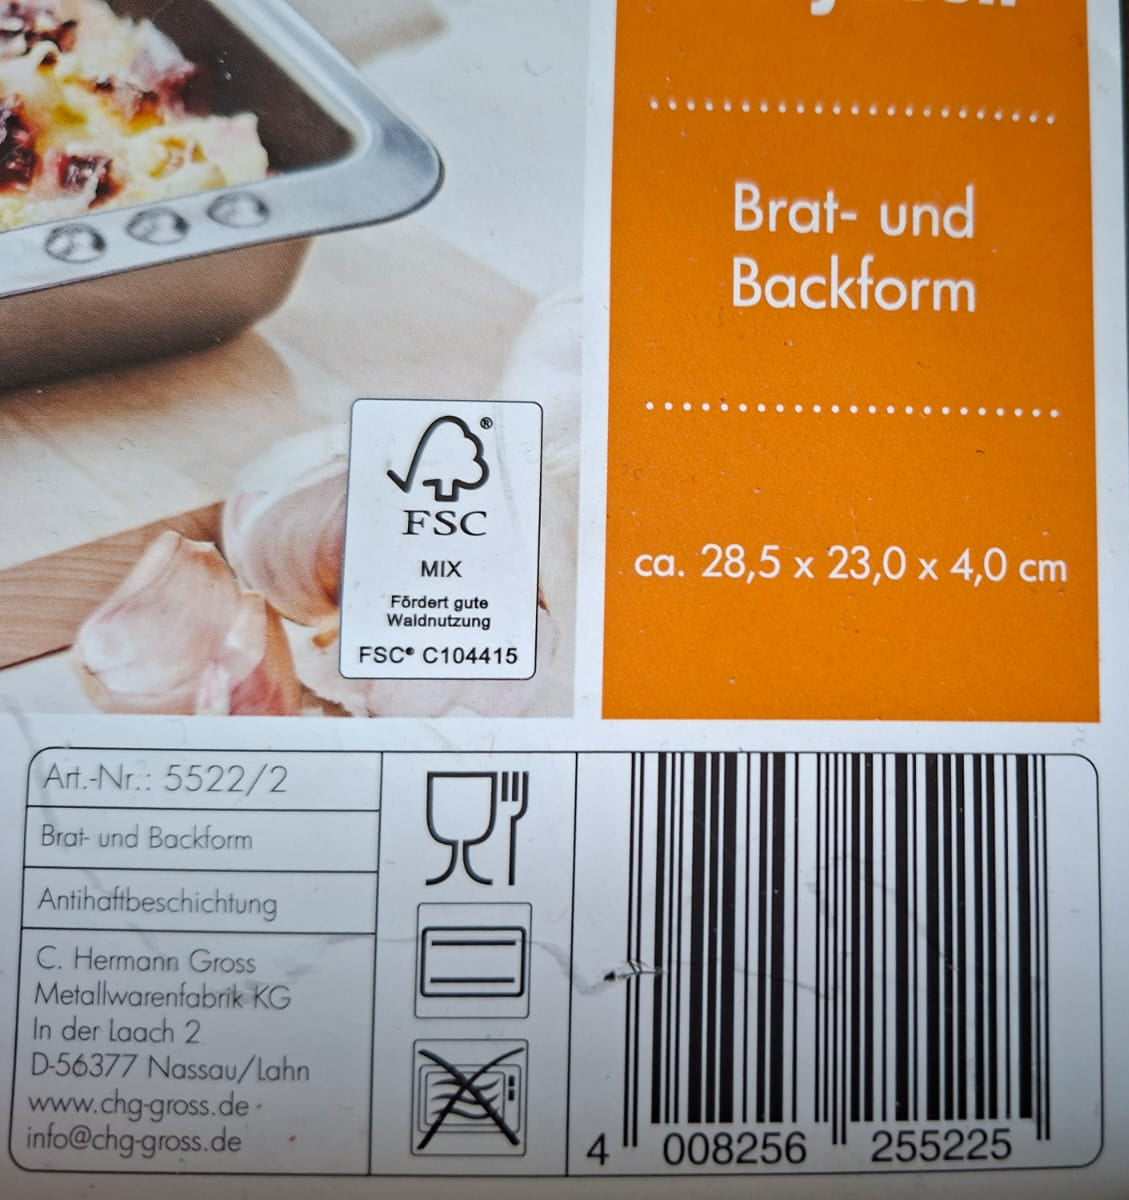 Brat- und
Backform
ca. 28,5 x 23,0 x 4,0 cm
®
FSC
MIX
Fördert gute
Waldnutzung
FSC® C104415
Art.-Nr.: 5522/2
Brat- und Backform
Antihaftbeschichtung
C. Hermann Gross
Metallwarenfabrik KG
In der Laach 2
D-56377 Nassau/Lahn
www.chg-gross.de
info@chg-gross.de
4 008256 255225